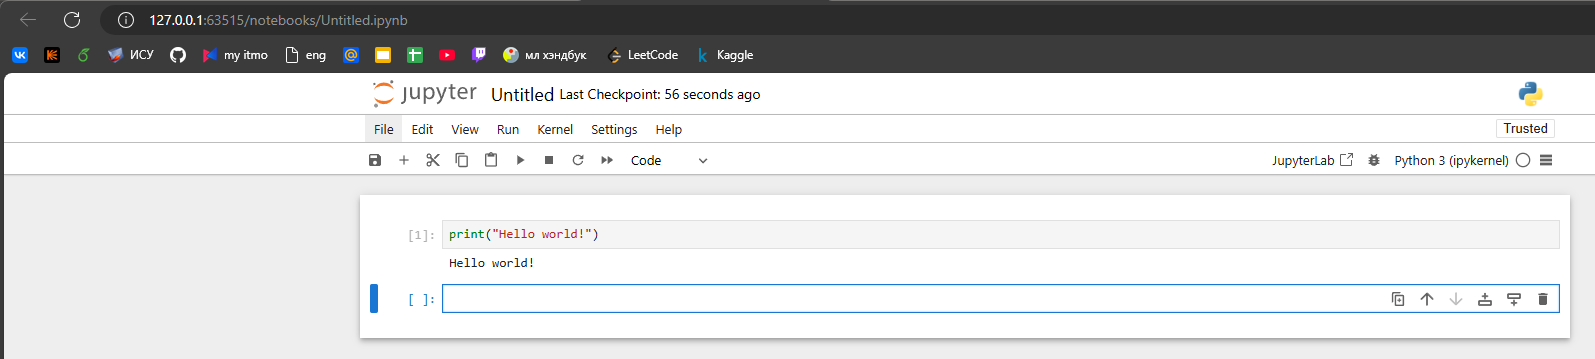 127.0.0.1:63515/notebooks/Untitled.ipynb
ИСУ my itmo eng мл хэндбук LeetCode Kaggle
jupyter Untitled Last Checkpoint: 56 seconds ago
File Edit View Run Kernel Settings Help Trusted
Code JupyterLab Python 3 (ipykernel)
[1]: print("Hello world!")
Hello world!
[ ]: